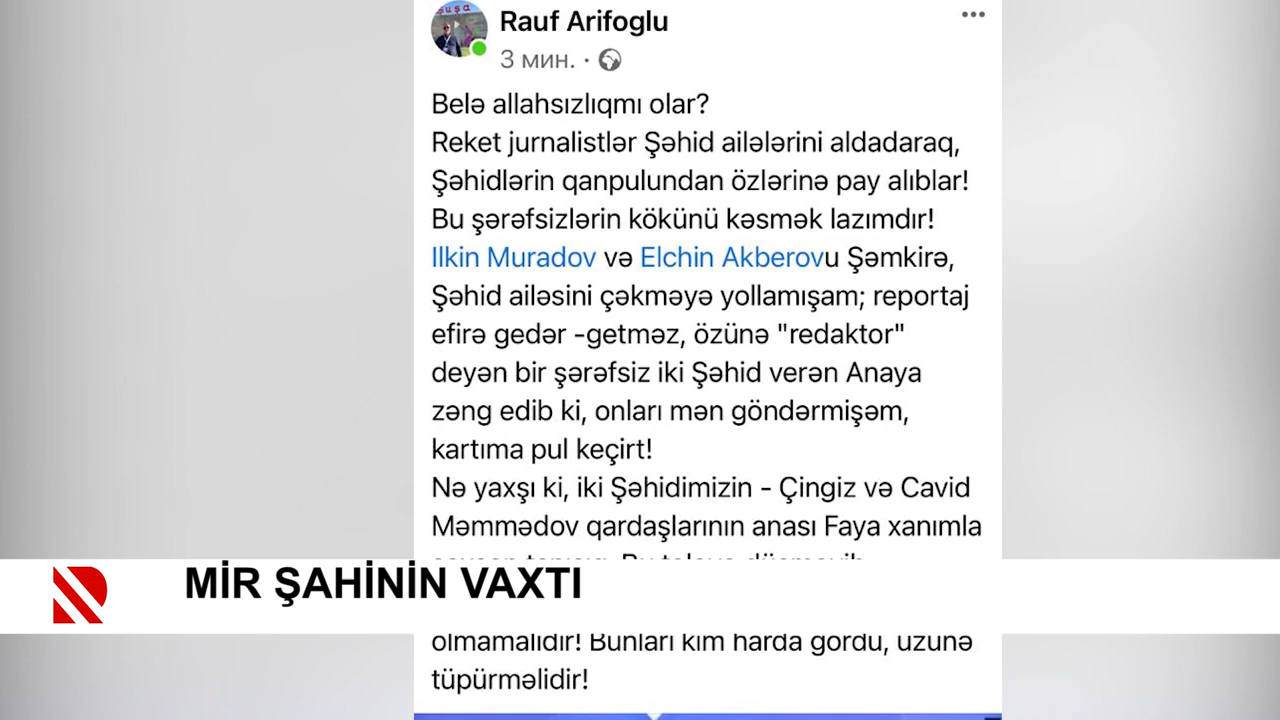 şuşa
Rauf Arifoglu
3 мин.
Belə allahsızlıqmı olar?
Reket jurnalistlər Şəhid ailələrini aldadaraq,
Şəhidlərin qanpulundan özlərinə pay alıblar!
Bu şərəfsizlərin kökünü kəsmək lazımdır!
Ilkin Muradov və Elchin Akberovu Şəmkirə,
Şəhid ailəsini çəkməyə yollamışam; reportaj
efirə gedər -getməz, özünə "redaktor"
deyən bir şərəfsiz iki Şəhid verən Anaya
zəng edib ki, onları mən göndərmişəm,
kartıma pul keçirt!
Nə yaxşı ki, iki Şəhidimizin - Çingiz və Cavid
Məmmədov qardaşlarının anası Faya xanımla
MİR ŞAHİNİN VAXTI
olmamalıdır! Bunları kim harda gördü, üzünə
tüpürməlidir!